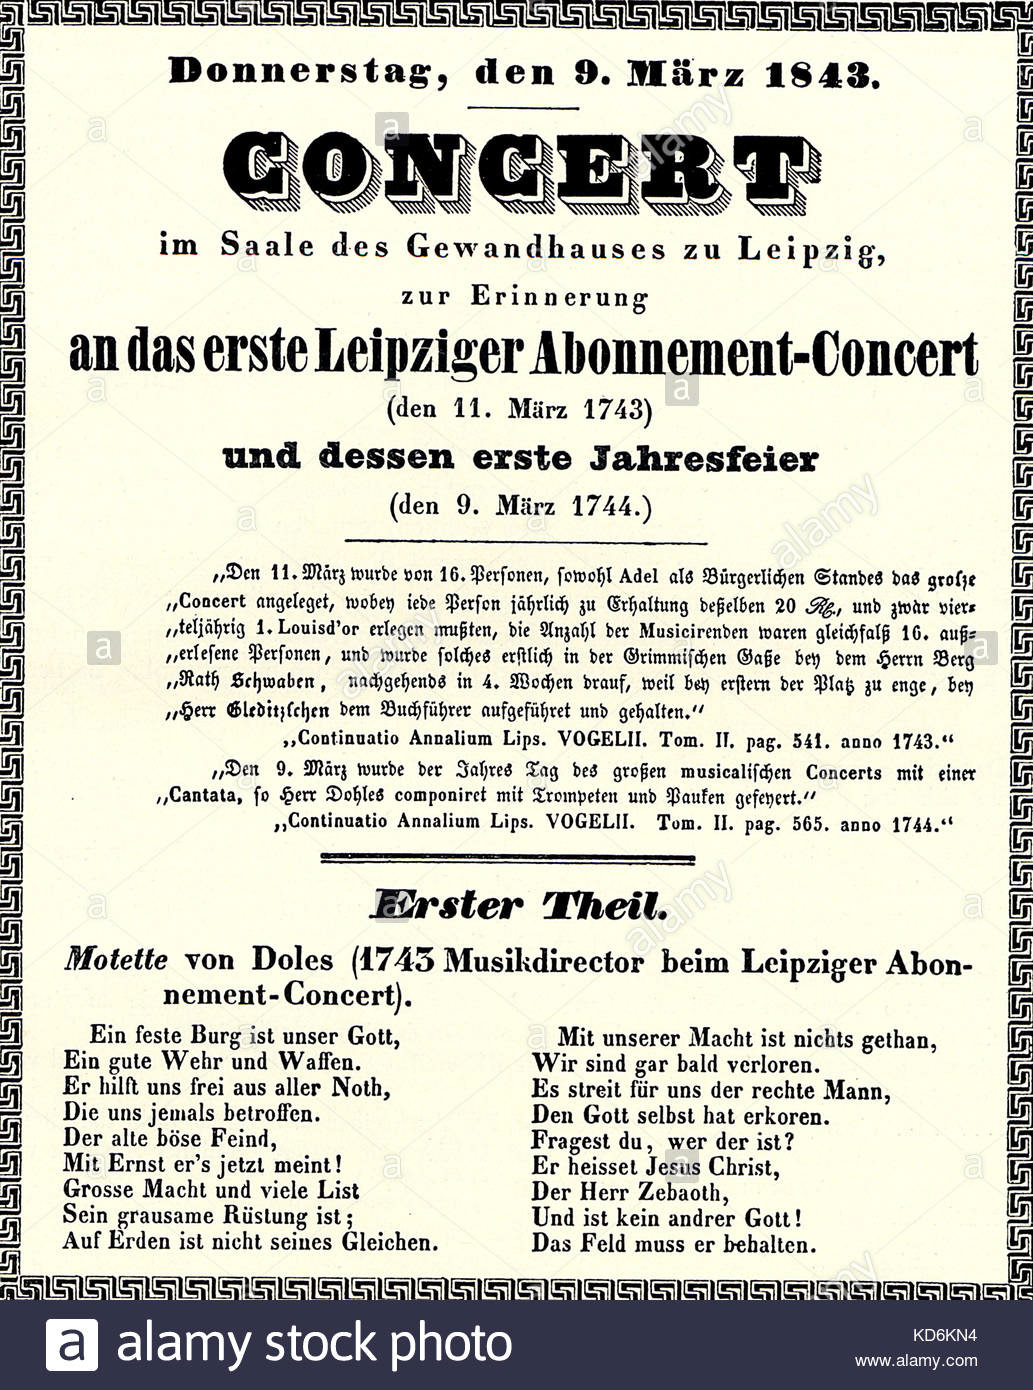 Donnerstag, den 9. März 1843.
CONCERT
im Saale des Gewandhauses zu Leipzig,
zur Erinnerung
an das erste Leipziger Abonnement-Concert
(den 11. März 1743)
und dessen erste Jahresfeier
(den 9. März 1744.)
„Den 11. März wurde von 16. Personen, sowohl Adel als Bürgerlichen Standes das große
„Concert angeleget, wobey iede Person jährlich zu Erhaltung deßelben 20 Rl., und zwar vier-
„teljährig 1. Louisd'or erlegen mußten, die Anzahl der Musicirenden waren gleichfalß 16. auß-
„erlesene Personen, und wurde solches erstlich in der Grimmischen Gaße bey dem Herrn Berg
„Rath Schwaben, nachgehends in 4. Wochen drauf, weil bey erstern der Platz zu enge, bey
„Herr Gleditzschen dem Buchführer aufgeführet und gehalten.“
„Continuatio Annalium Lips. VOGELII. Tom. II. pag. 541. anno 1743.“
„Den 9. März wurde der Jahres Tag des großen musicalischen Concerts mit einer
„Cantata, so Herr Dohles componiret mit Trompeten und Pauken gefeyert.“
„Continuatio Annalium Lips. VOGELII. Tom. II. pag. 565. anno 1744.“
Erster Theil.
Motette von Doles (1743 Musikdirector beim Leipziger Abon-
nement-Concert).
Ein feste Burg ist unser Gott,
Ein gute Wehr und Waffen.
Er hilft uns frei aus aller Noth,
Die uns jemals betroffen.
Der alte böse Feind,
Mit Ernst er's jetzt meint!
Grosse Macht und viele List
Sein grausame Rüstung ist;
Auf Erden ist nicht seines Gleichen.
Mit unserer Macht ist nichts gethan,
Wir sind gar bald verloren.
Es streit für uns der rechte Mann,
Den Gott selbst hat erkoren.
Fragest du, wer der ist?
Er heisset Jesus Christ,
Der Herr Zebaoth,
Und ist kein andrer Gott!
Das Feld muss er behalten.
a alamy stock photo
KD6KN4
www.alamy.com